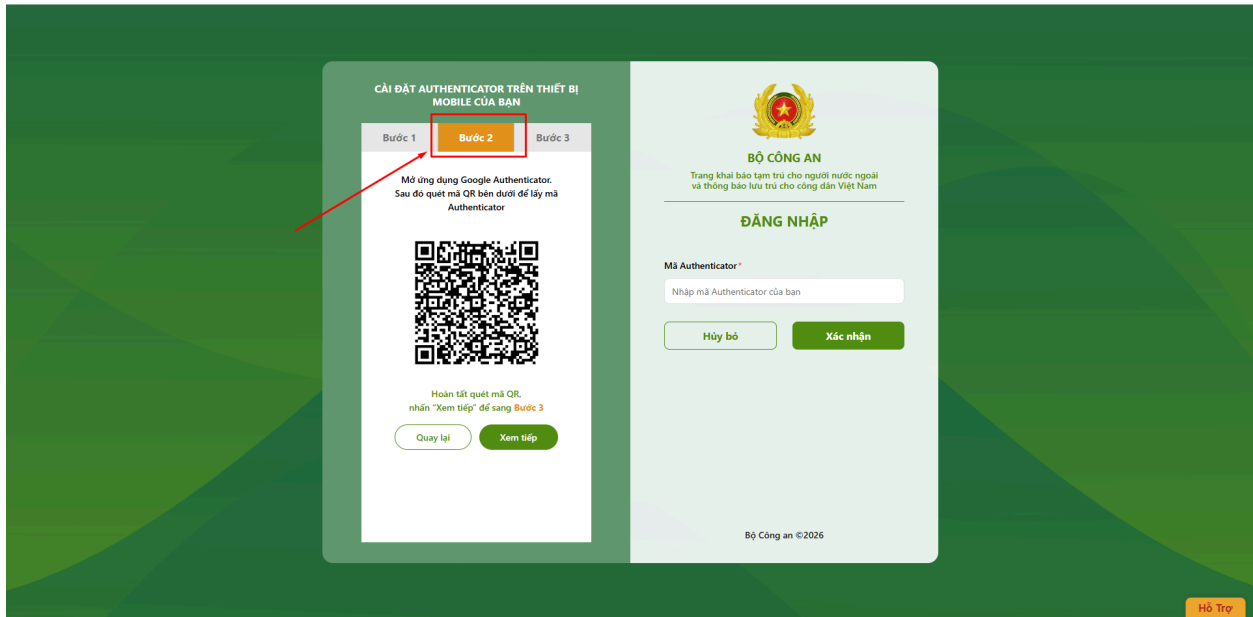 CÀI ĐẶT AUTHENTICATOR TRÊN THIẾT BỊ
MOBILE CỦA BẠN
Bước 1
Bước 2
Bước 3
Mở ứng dụng Google Authenticator.
Sau đó quét mã QR bên dưới để lấy mã
Authenticator
Hoàn tất quét mã QR,
nhấn "Xem tiếp" để sang Bước 3
Quay lại
Xem tiếp
BỘ CÔNG AN
Trang khai báo tạm trú cho người nước ngoài
và thông báo lưu trú cho công dân Việt Nam
ĐĂNG NHẬP
Mã Authenticator*
Nhập mã Authenticator của bạn
Hủy bỏ
Xác nhận
Bộ Công an ©2026
Hỗ Trợ